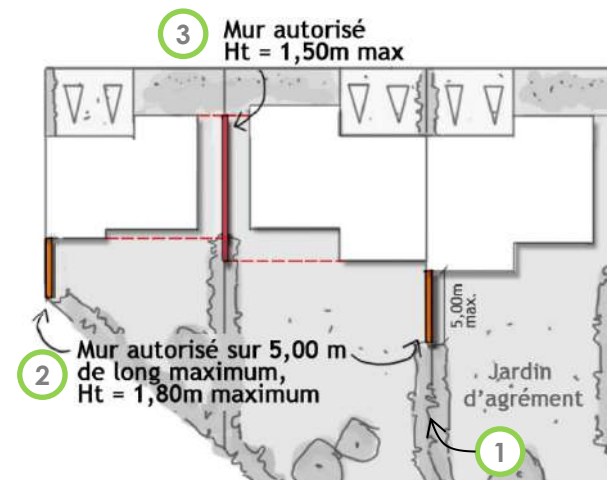 3
Mur autorisé
Ht = 1,50m max
5,00m
max.
2
Mur autorisé sur 5,00 m
de long maximum,
Ht = 1,80m maximum
Jardin
d'agrément
1